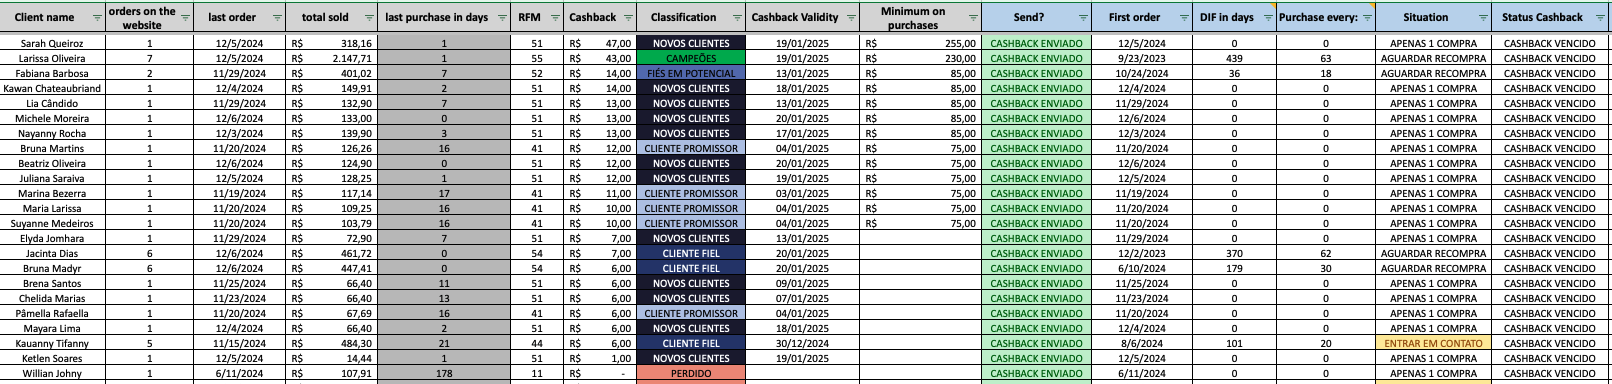 Client name orders on the website last order total sold last purchase in days RFM Cashback Classification Cashback Validity Minimum on purchases Send? First order DIF in days Purchase every: Situation Status Cashback
Sarah Queiroz 1 12/5/2024 R$ 318,16 1 51 R$ 47,00 NOVOS CLIENTES 19/01/2025 R$ 255,00 CASHBACK ENVIADO 12/5/2024 0 0 APENAS 1 COMPRA CASHBACK VENCIDO
Larissa Oliveira 7 12/5/2024 R$ 2.147,71 1 55 R$ 43,00 CAMPEÕES 19/01/2025 R$ 230,00 CASHBACK ENVIADO 9/23/2023 439 63 AGUARDAR RECOMPRA CASHBACK VENCIDO
Fabiana Barbosa 2 11/29/2024 R$ 401,02 7 52 R$ 14,00 FIÉS EM POTENCIAL 13/01/2025 R$ 85,00 CASHBACK ENVIADO 10/24/2024 36 18 AGUARDAR RECOMPRA CASHBACK VENCIDO
Kawan Chateaubriand 1 12/4/2024 R$ 149,91 2 51 R$ 14,00 NOVOS CLIENTES 18/01/2025 R$ 85,00 CASHBACK ENVIADO 12/4/2024 0 0 APENAS 1 COMPRA CASHBACK VENCIDO
Lia Cândido 1 11/29/2024 R$ 132,90 7 51 R$ 13,00 NOVOS CLIENTES 13/01/2025 R$ 85,00 CASHBACK ENVIADO 11/29/2024 0 0 APENAS 1 COMPRA CASHBACK VENCIDO
Michele Moreira 1 12/6/2024 R$ 133,00 0 51 R$ 13,00 NOVOS CLIENTES 20/01/2025 R$ 85,00 CASHBACK ENVIADO 12/6/2024 0 0 APENAS 1 COMPRA CASHBACK VENCIDO
Nayanny Rocha 1 12/3/2024 R$ 139,90 3 51 R$ 13,00 NOVOS CLIENTES 17/01/2025 R$ 85,00 CASHBACK ENVIADO 12/3/2024 0 0 APENAS 1 COMPRA CASHBACK VENCIDO
Bruna Martins 1 11/20/2024 R$ 126,26 16 41 R$ 12,00 CLIENTE PROMISSOR 04/01/2025 R$ 75,00 CASHBACK ENVIADO 11/20/2024 0 0 APENAS 1 COMPRA CASHBACK VENCIDO
Beatriz Oliveira 1 12/6/2024 R$ 124,90 0 51 R$ 12,00 NOVOS CLIENTES 20/01/2025 R$ 75,00 CASHBACK ENVIADO 12/6/2024 0 0 APENAS 1 COMPRA CASHBACK VENCIDO
Juliana Saraiva 1 12/5/2024 R$ 128,25 1 51 R$ 12,00 NOVOS CLIENTES 19/01/2025 R$ 75,00 CASHBACK ENVIADO 12/5/2024 0 0 APENAS 1 COMPRA CASHBACK VENCIDO
Marina Bezerra 1 11/19/2024 R$ 117,14 17 41 R$ 11,00 CLIENTE PROMISSOR 03/01/2025 R$ 75,00 CASHBACK ENVIADO 11/19/2024 0 0 APENAS 1 COMPRA CASHBACK VENCIDO
Maria Larissa 1 11/20/2024 R$ 109,25 16 41 R$ 10,00 CLIENTE PROMISSOR 04/01/2025 R$ 75,00 CASHBACK ENVIADO 11/20/2024 0 0 APENAS 1 COMPRA CASHBACK VENCIDO
Suyanne Medeiros 1 11/20/2024 R$ 103,79 16 41 R$ 10,00 CLIENTE PROMISSOR 04/01/2025 R$ 75,00 CASHBACK ENVIADO 11/20/2024 0 0 APENAS 1 COMPRA CASHBACK VENCIDO
Elyda Jomhara 1 11/29/2024 R$ 72,90 7 51 R$ 7,00 NOVOS CLIENTES 13/01/2025 CASHBACK ENVIADO 11/29/2024 0 0 APENAS 1 COMPRA CASHBACK VENCIDO
Jacinta Dias 6 12/6/2024 R$ 461,72 0 54 R$ 7,00 CLIENTE FIEL 20/01/2025 CASHBACK ENVIADO 12/2/2023 370 62 AGUARDAR RECOMPRA CASHBACK VENCIDO
Bruna Madyr 6 12/6/2024 R$ 447,41 0 54 R$ 6,00 CLIENTE FIEL 20/01/2025 CASHBACK ENVIADO 6/10/2024 179 30 AGUARDAR RECOMPRA CASHBACK VENCIDO
Brena Santos 1 11/25/2024 R$ 66,40 11 51 R$ 6,00 NOVOS CLIENTES 09/01/2025 CASHBACK ENVIADO 11/25/2024 0 0 APENAS 1 COMPRA CASHBACK VENCIDO
Chelida Marias 1 11/23/2024 R$ 66,40 13 51 R$ 6,00 NOVOS CLIENTES 07/01/2025 CASHBACK ENVIADO 11/23/2024 0 0 APENAS 1 COMPRA CASHBACK VENCIDO
Pâmella Rafaella 1 11/20/2024 R$ 67,69 16 41 R$ 6,00 CLIENTE PROMISSOR 04/01/2025 CASHBACK ENVIADO 11/20/2024 0 0 APENAS 1 COMPRA CASHBACK VENCIDO
Mayara Lima 1 12/4/2024 R$ 66,40 2 51 R$ 6,00 NOVOS CLIENTES 18/01/2025 CASHBACK ENVIADO 12/4/2024 0 0 APENAS 1 COMPRA CASHBACK VENCIDO
Kauanny Tifanny 5 11/15/2024 R$ 484,30 21 44 R$ 6,00 CLIENTE FIEL 30/12/2024 CASHBACK ENVIADO 8/6/2024 101 20 ENTRAR EM CONTATO CASHBACK VENCIDO
Ketlen Soares 1 12/5/2024 R$ 14,44 1 51 R$ 1,00 NOVOS CLIENTES 19/01/2025 CASHBACK ENVIADO 12/5/2024 0 0 APENAS 1 COMPRA CASHBACK VENCIDO
Willian Johny 1 6/11/2024 R$ 107,91 178 11 R$ - PERDIDO CASHBACK ENVIADO 6/11/2024 0 0 APENAS 1 COMPRA CASHBACK VENCIDO